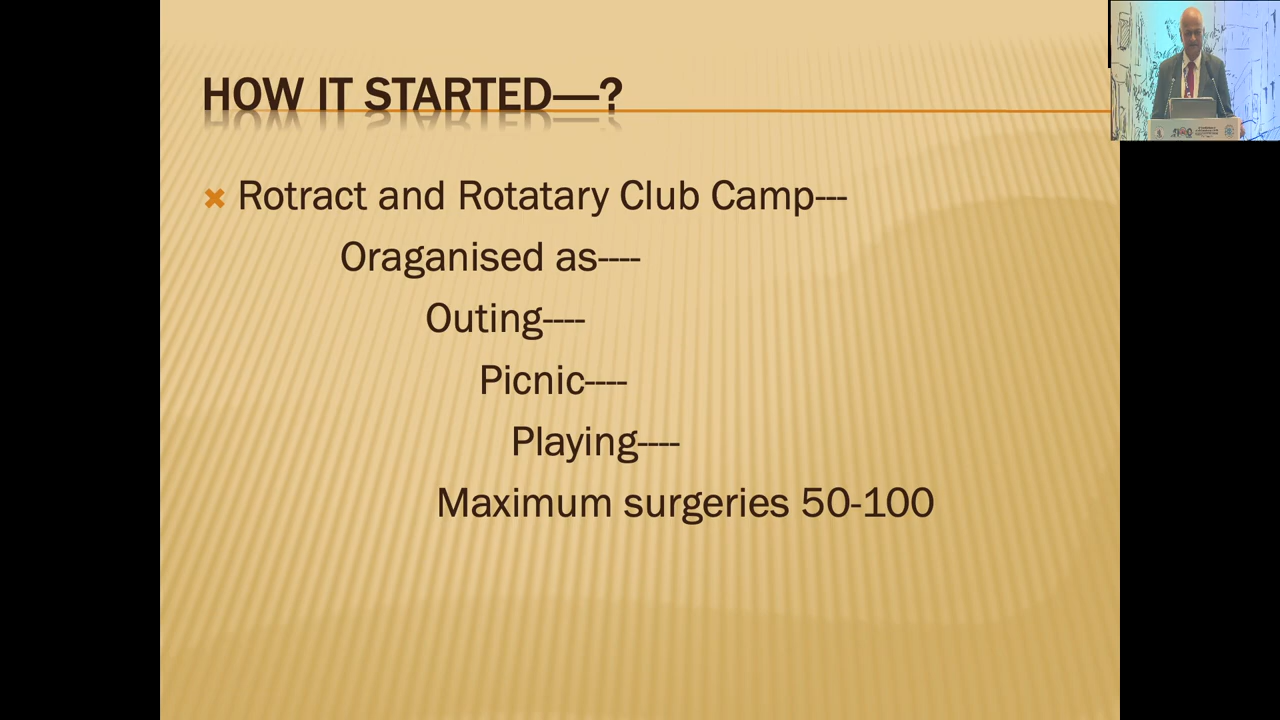 HOW IT STARTED—?
Rotract and Rotatary Club Camp---
Oraganised as----
Outing----
Picnic----
Playing----
Maximum surgeries 50-100